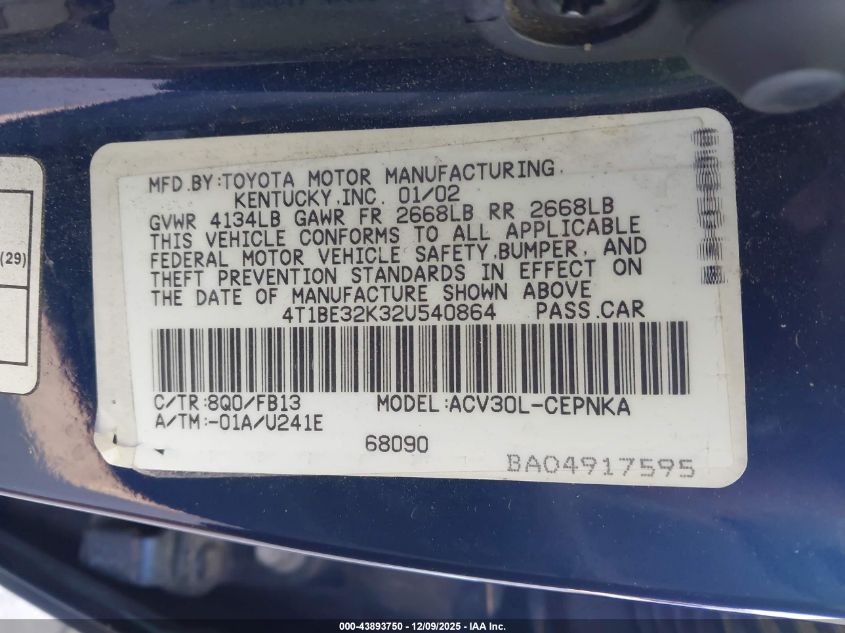 MFD.BY:TOYOTA MOTOR MANUFACTURING,
KENTUCKY,INC. 01/02
GVWR 4134LB GAWR FR 2668LB RR 2668LB
THIS VEHICLE CONFORMS TO ALL APPLICABLE
FEDERAL MOTOR VEHICLE SAFETY,BUMPER, AND
THEFT PREVENTION STANDARDS IN EFFECT ON
THE DATE OF MANUFACTURE SHOWN ABOVE
4T1BE32K32U540864 PASS.CAR
C/TR:8Q0/FB13 MODEL:ACV30L-CEPNKA
A/TM:-01A/U241E
68090
BA04917595
(29)
000-43893750 | 12/09/2025 | IAA Inc.